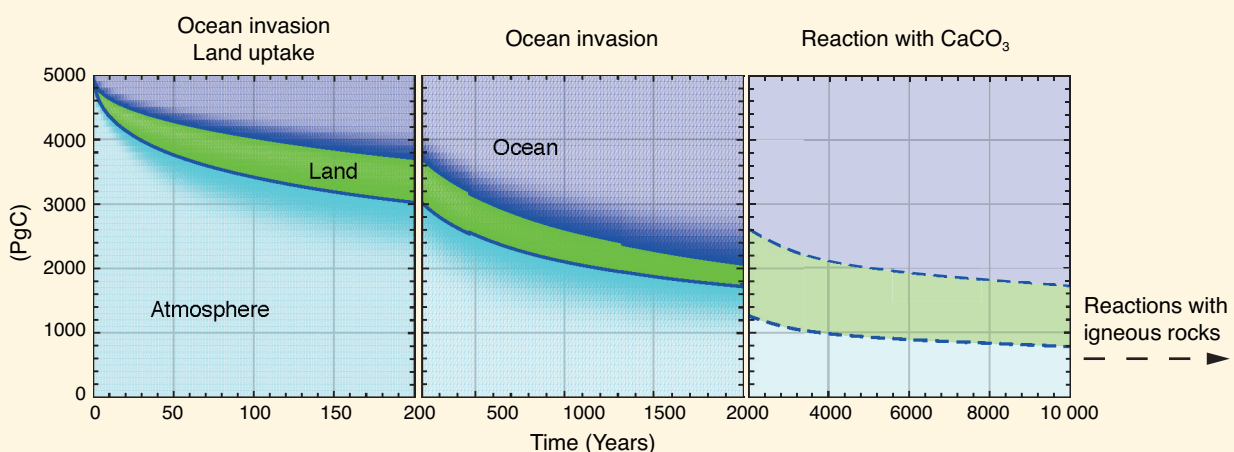 Ocean invasion
Land uptake
Ocean invasion
Reaction with CaCO₃
5000
4000
3000
2000
1000
0
(PgC)
Ocean
Land
Atmosphere
Reactions with
igneous rocks
0 50 100 150 200 500 1000 1500 2000 4000 6000 8000 10 000
Time (Years)